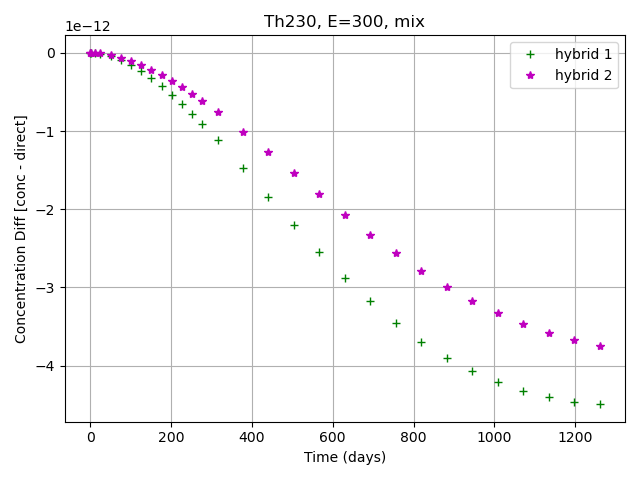 Th230, E=300, mix
1e−12
hybrid 1
hybrid 2
Concentration Diff [conc - direct]
0
−1
−2
−3
−4
0 200 400 600 800 1000 1200
Time (days)